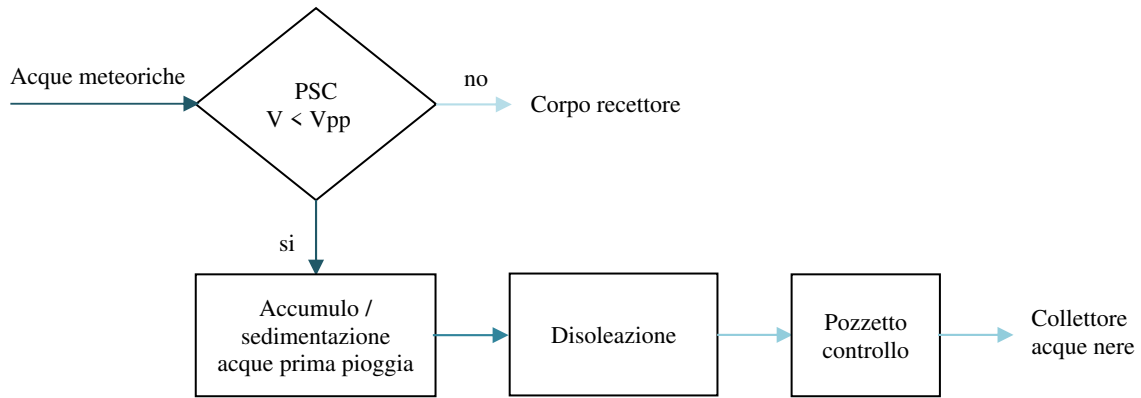 Acque meteoriche
PSC
V < Vpp
no
Corpo recettore
si
Accumulo /
sedimentazione
acque prima pioggia
Disoleazione
Pozzetto
controllo
Collettore
acque nere